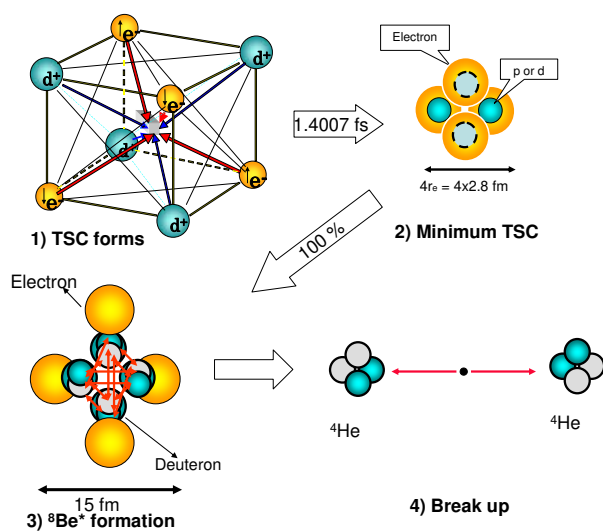 e-
d+
d+
e-
1.4007 fs
d+
e-
e-
d+
1) TSC forms
Electron
p or d
4re = 4x2.8 fm
2) Minimum TSC
100 %
Electron
Deuteron
15 fm
3) ⁸Be* formation
⁴He
⁴He
4) Break up